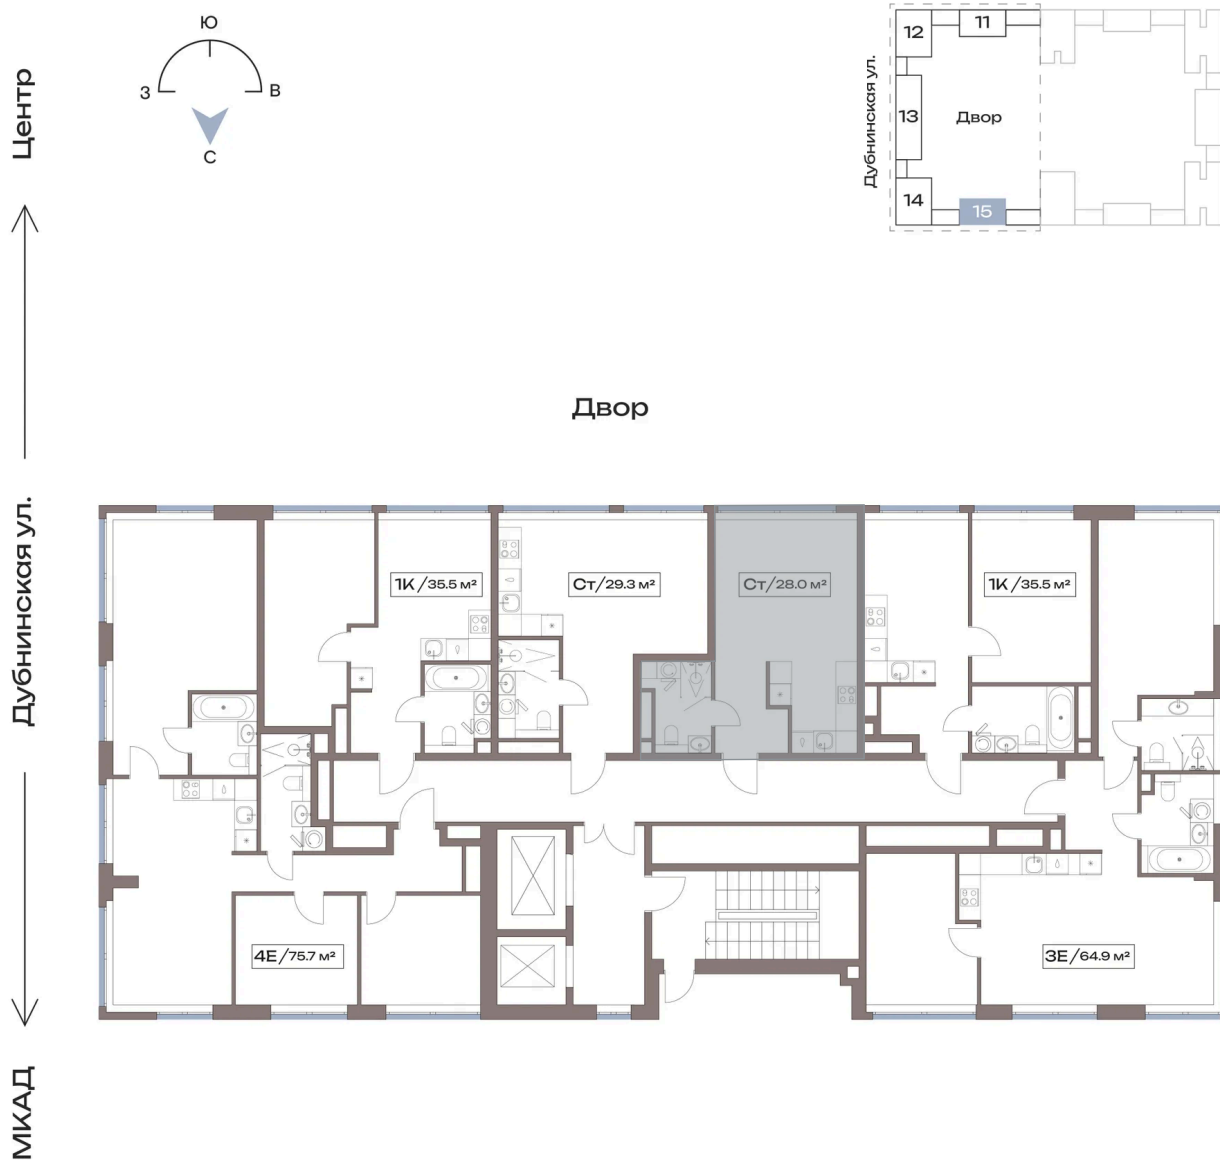 Ю
З
В
С
Центр
Дубнинская ул.
МКАД
12
11
13
Двор
14
15
Дубнинская ул.
Двор
1К/35.5 м²
Ст/29.3 м²
Ст/28.0 м²
1К/35.5 м²
4Е/75.7 м²
3Е/64.9 м²